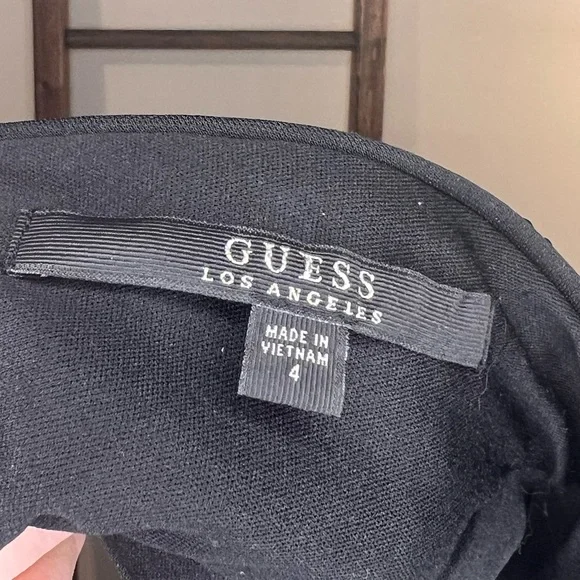 GUESS
LOS ANGELES
MADE IN
VIETNAM
4